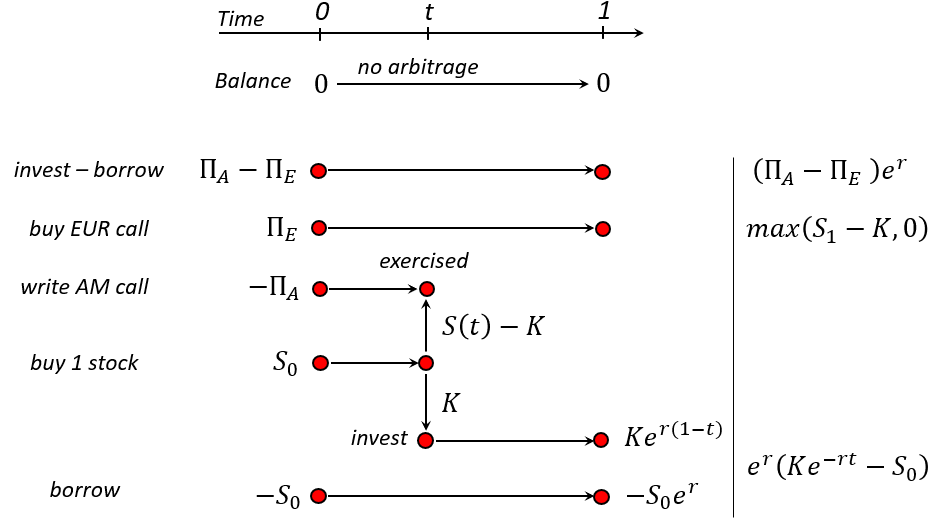 Time 0 t 1
Balance 0 no arbitrage 0
invest – borrow Π_A − Π_E (Π_A − Π_E )e^r
buy EUR call Π_E max(S_1 − K, 0)
exercised
write AM call −Π_A
S(t) − K
buy 1 stock S_0
K
invest Ke^{r(1−t)}
e^r(Ke^{−rt} − S_0)
borrow −S_0 −S_0e^r